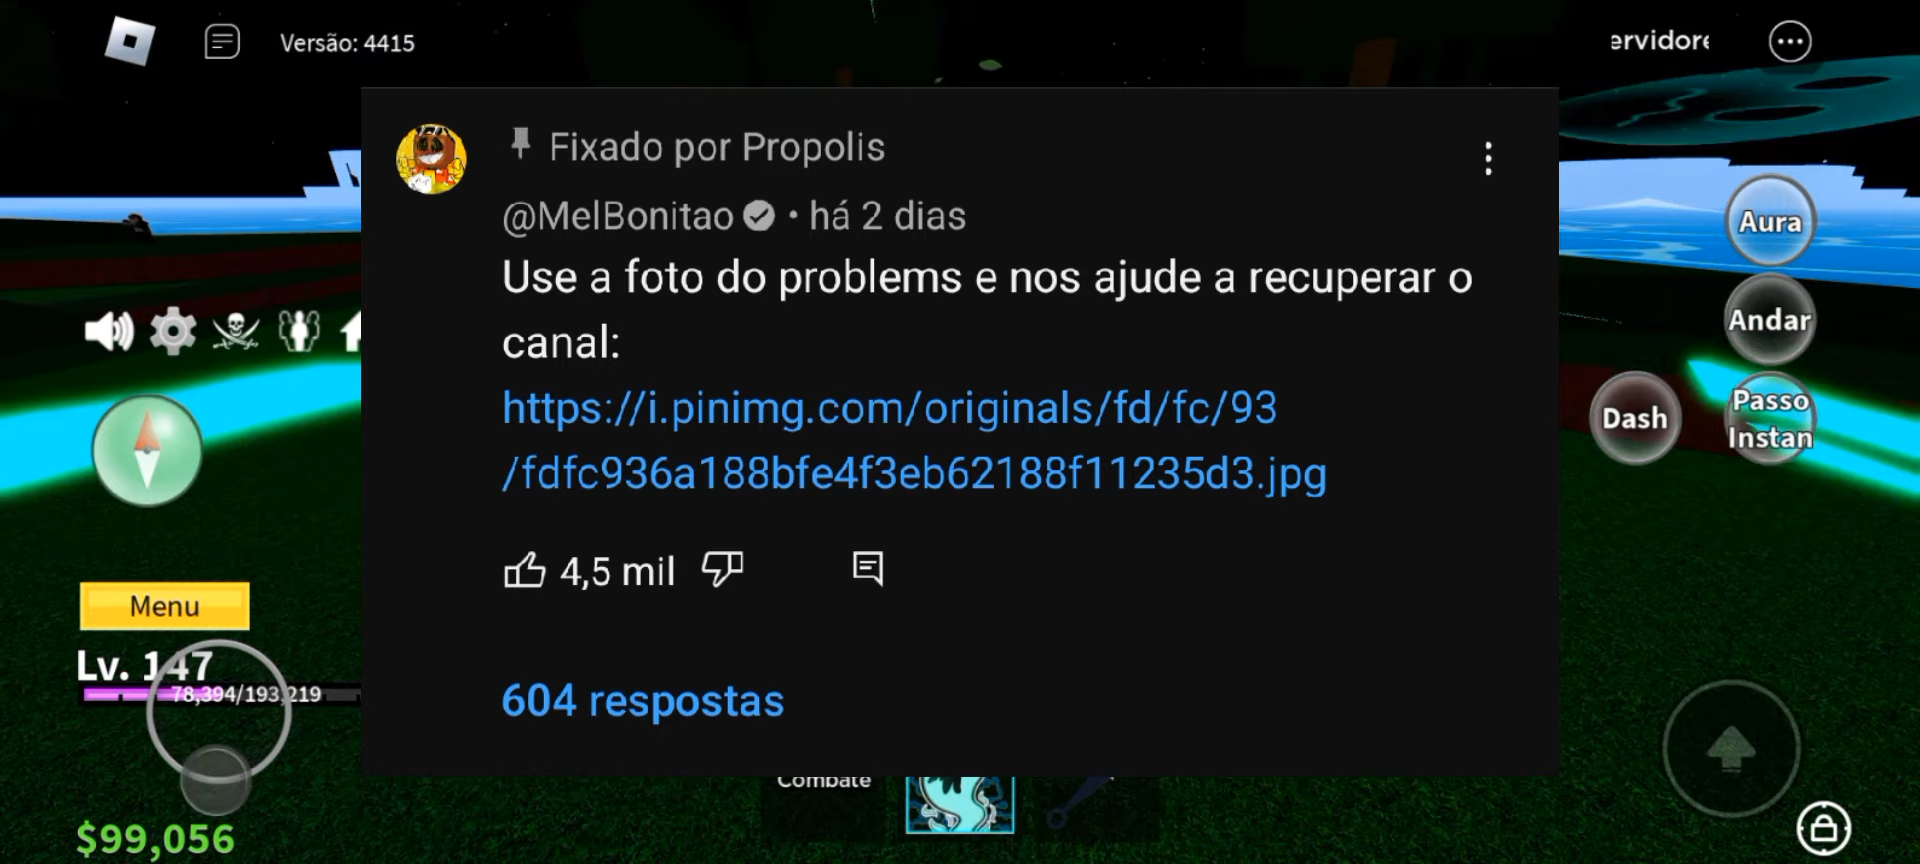 Versão: 4415
ervidore
Fixado por Propolis
@MelBonitao • há 2 dias
Use a foto do problems e nos ajude a recuperar o
canal:
https://i.pinimg.com/originals/fd/fc/93
/fdfc936a188bfe4f3eb62188f11235d3.jpg
4,5 mil
604 respostas
Aura
Andar
Dash
Passo
Instan
Menu
Lv. 147
78,394/193,219
$99,056
Combate